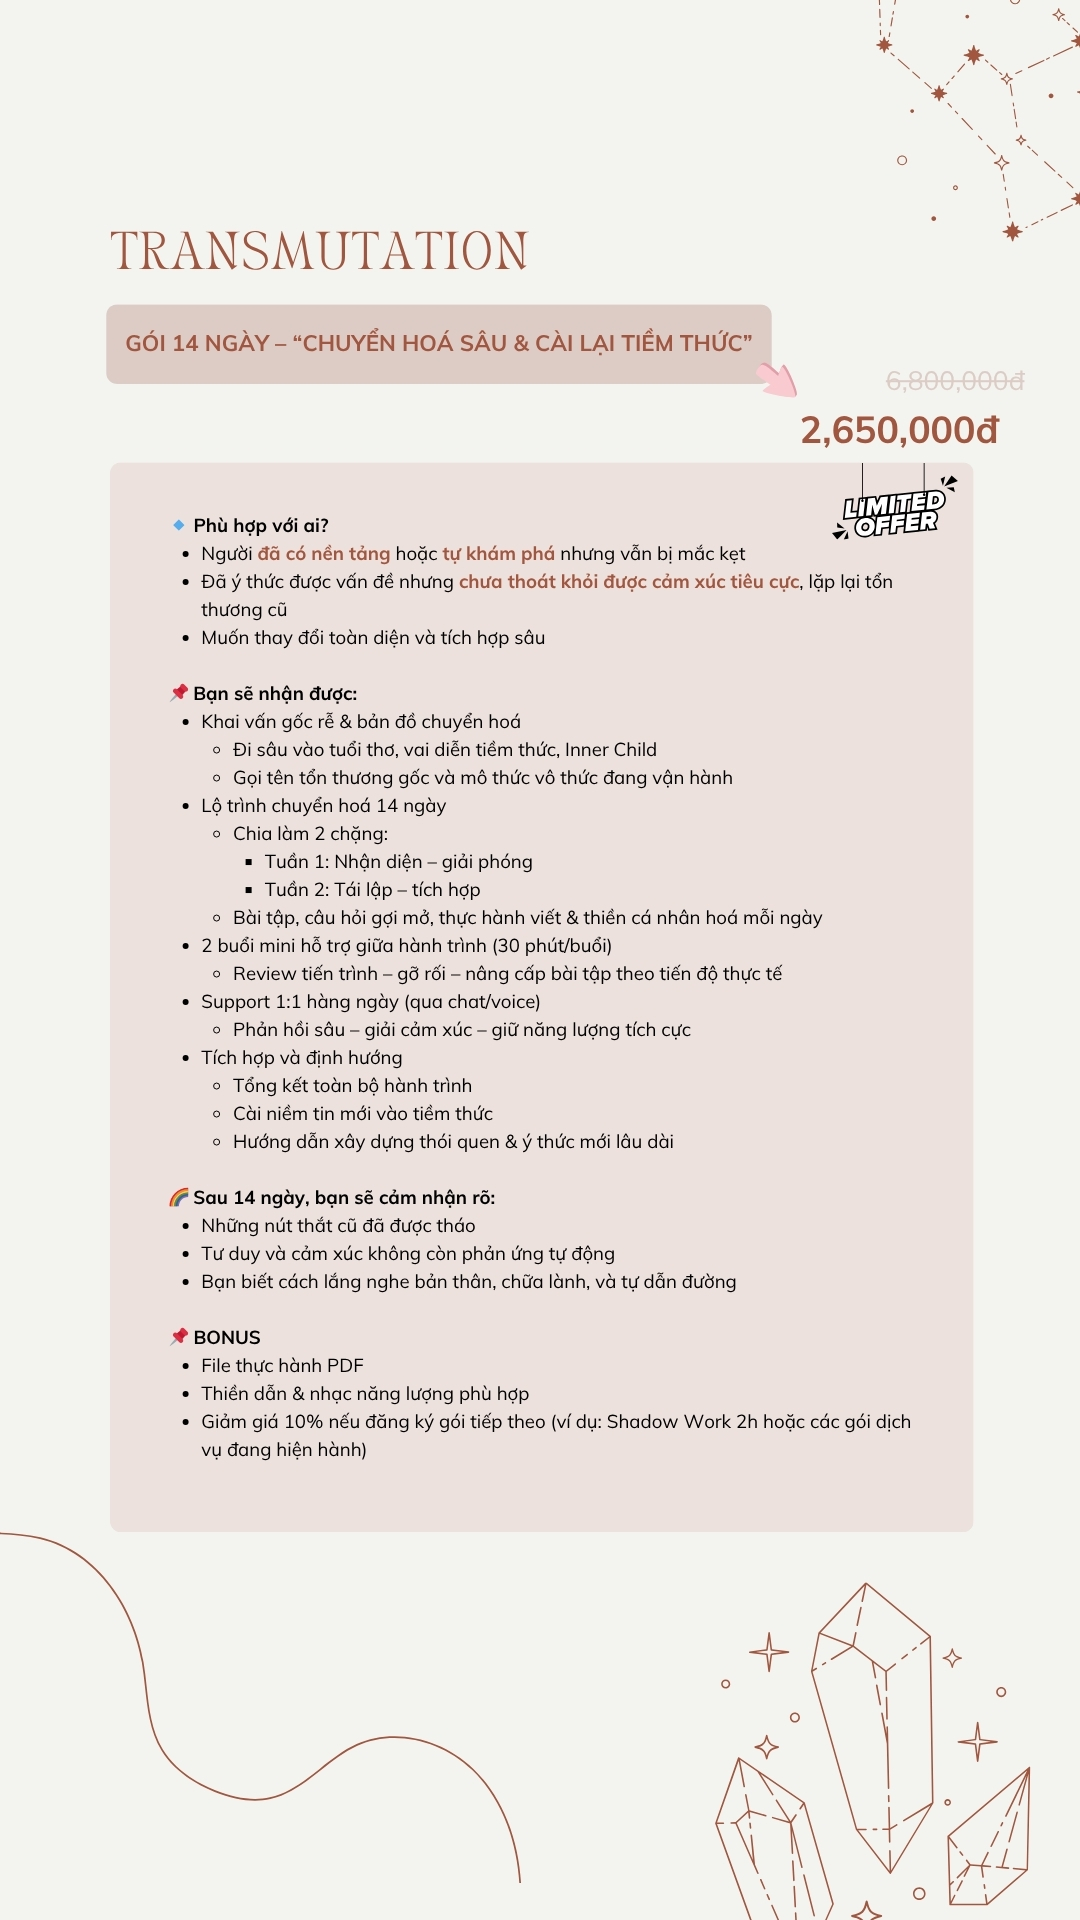 TRANSMUTATION
GÓI 14 NGÀY – “CHUYỂN HOÁ SÂU & CÀI LẠI TIỀM THỨC”
6,800,000đ
2,650,000đ
LIMITED
OFFER
Phù hợp với ai?
Người đã có nền tảng hoặc tự khám phá nhưng vẫn bị mắc kẹt
Đã ý thức được vấn đề nhưng chưa thoát khỏi được cảm xúc tiêu cực, lặp lại tổn
thương cũ
Muốn thay đổi toàn diện và tích hợp sâu
Bạn sẽ nhận được:
Khai vấn gốc rễ & bản đồ chuyển hoá
Đi sâu vào tuổi thơ, vai diễn tiềm thức, Inner Child
Gọi tên tổn thương gốc và mô thức vô thức đang vận hành
Lộ trình chuyển hoá 14 ngày
Chia làm 2 chặng:
Tuần 1: Nhận diện – giải phóng
Tuần 2: Tái lập – tích hợp
Bài tập, câu hỏi gợi mở, thực hành viết & thiền cá nhân hoá mỗi ngày
2 buổi mini hỗ trợ giữa hành trình (30 phút/buổi)
Review tiến trình – gỡ rối – nâng cấp bài tập theo tiến độ thực tế
Support 1:1 hàng ngày (qua chat/voice)
Phản hồi sâu – giải cảm xúc – giữ năng lượng tích cực
Tích hợp và định hướng
Tổng kết toàn bộ hành trình
Cài niềm tin mới vào tiềm thức
Hướng dẫn xây dựng thói quen & ý thức mới lâu dài
Sau 14 ngày, bạn sẽ cảm nhận rõ:
Những nút thắt cũ đã được tháo
Tư duy và cảm xúc không còn phản ứng tự động
Bạn biết cách lắng nghe bản thân, chữa lành, và tự dẫn đường
BONUS
File thực hành PDF
Thiền dẫn & nhạc năng lượng phù hợp
Giảm giá 10% nếu đăng ký gói tiếp theo (ví dụ: Shadow Work 2h hoặc các gói dịch
vụ đang hiện hành)